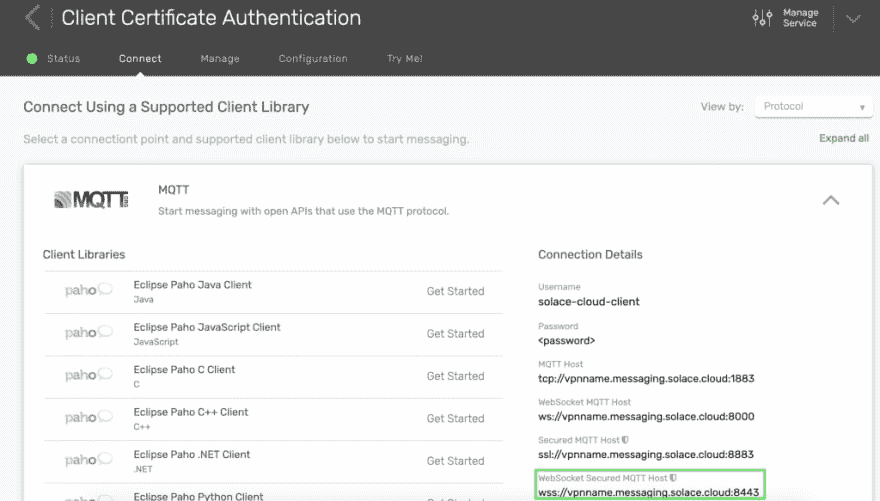 Client Certificate Authentication
Manage
Service
Status
Connect
Manage
Configuration
Try Me!
Connect Using a Supported Client Library
View by:
Protocol
Select a connectiont point and supported client library below to start messaging.
Expand all
MQTT
MQTT
Start messaging with open APIs that use the MQTT protocol.
Client Libraries
paho
Eclipse Paho Java Client
Java
Get Started
paho
Eclipse Paho JavaScript Client
JavaScript
Get Started
paho
Eclipse Paho C Client
C
Get Started
paho
Eclipse Paho C++ Client
C++
Get Started
paho
Eclipse Paho .NET Client
.NET
Get Started
paho
Eclipse Paho Python Client
Get Started
Connection Details
Username
solace-cloud-client
Password
<password>
MQTT Host
tcp://vpnname.messaging.solace.cloud:1883
WebSocket MQTT Host
ws://vpnname.messaging.solace.cloud:8000
Secured MQTT Host
ssl://vpnname.messaging.solace.cloud:8883
WebSocket Secured MQTT Host
wss://vpnname.messaging.solace.cloud:8443